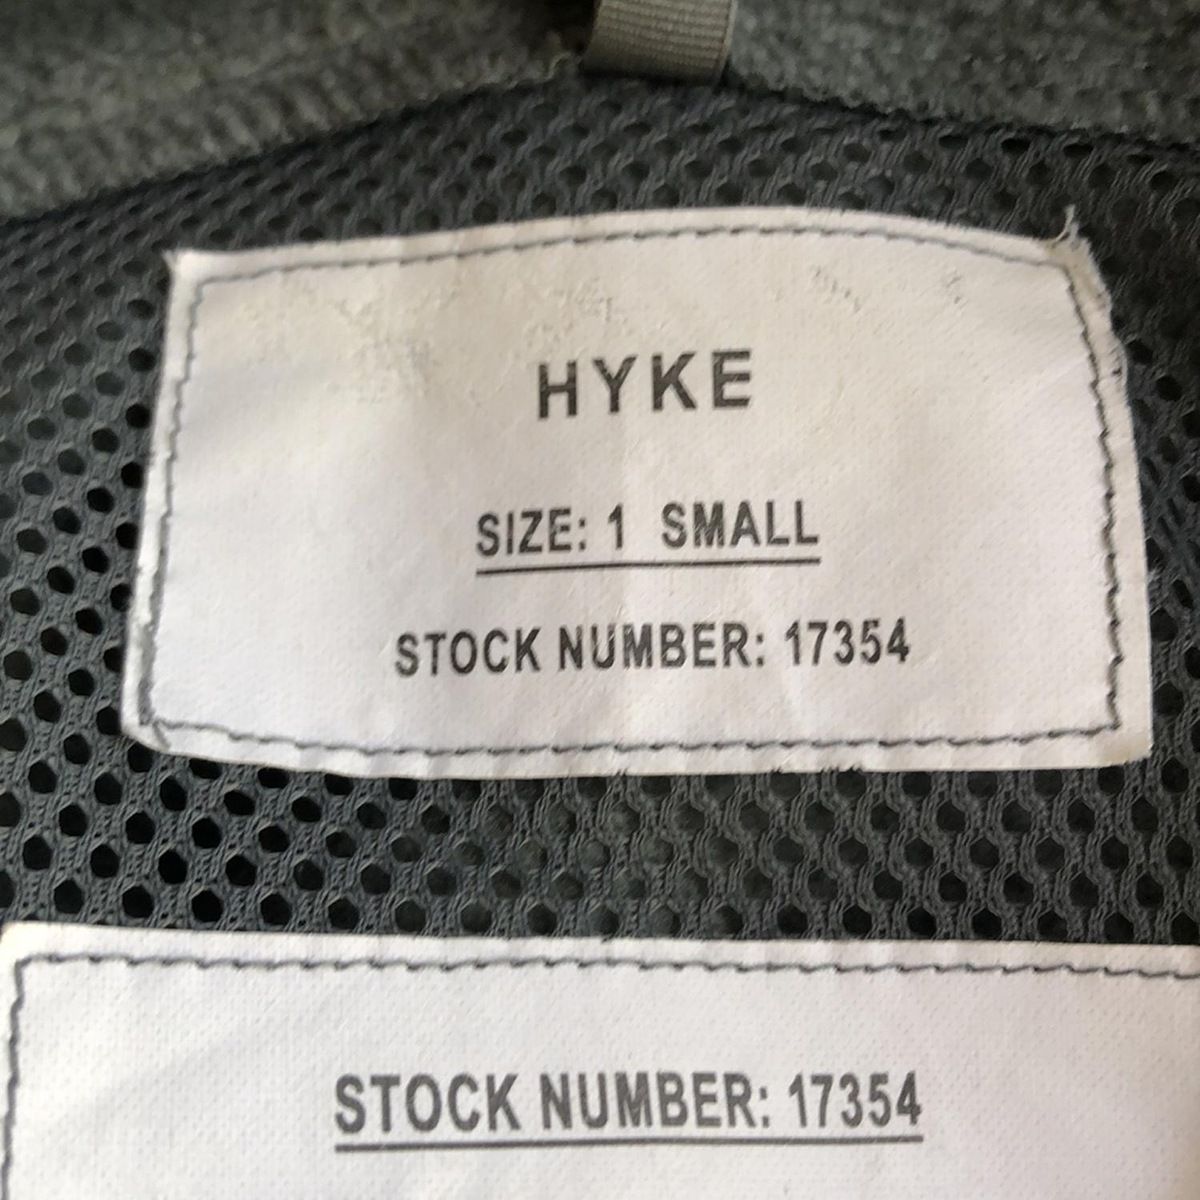 HYKE
SIZE: 1 SMALL
STOCK NUMBER: 17354
STOCK NUMBER: 17354